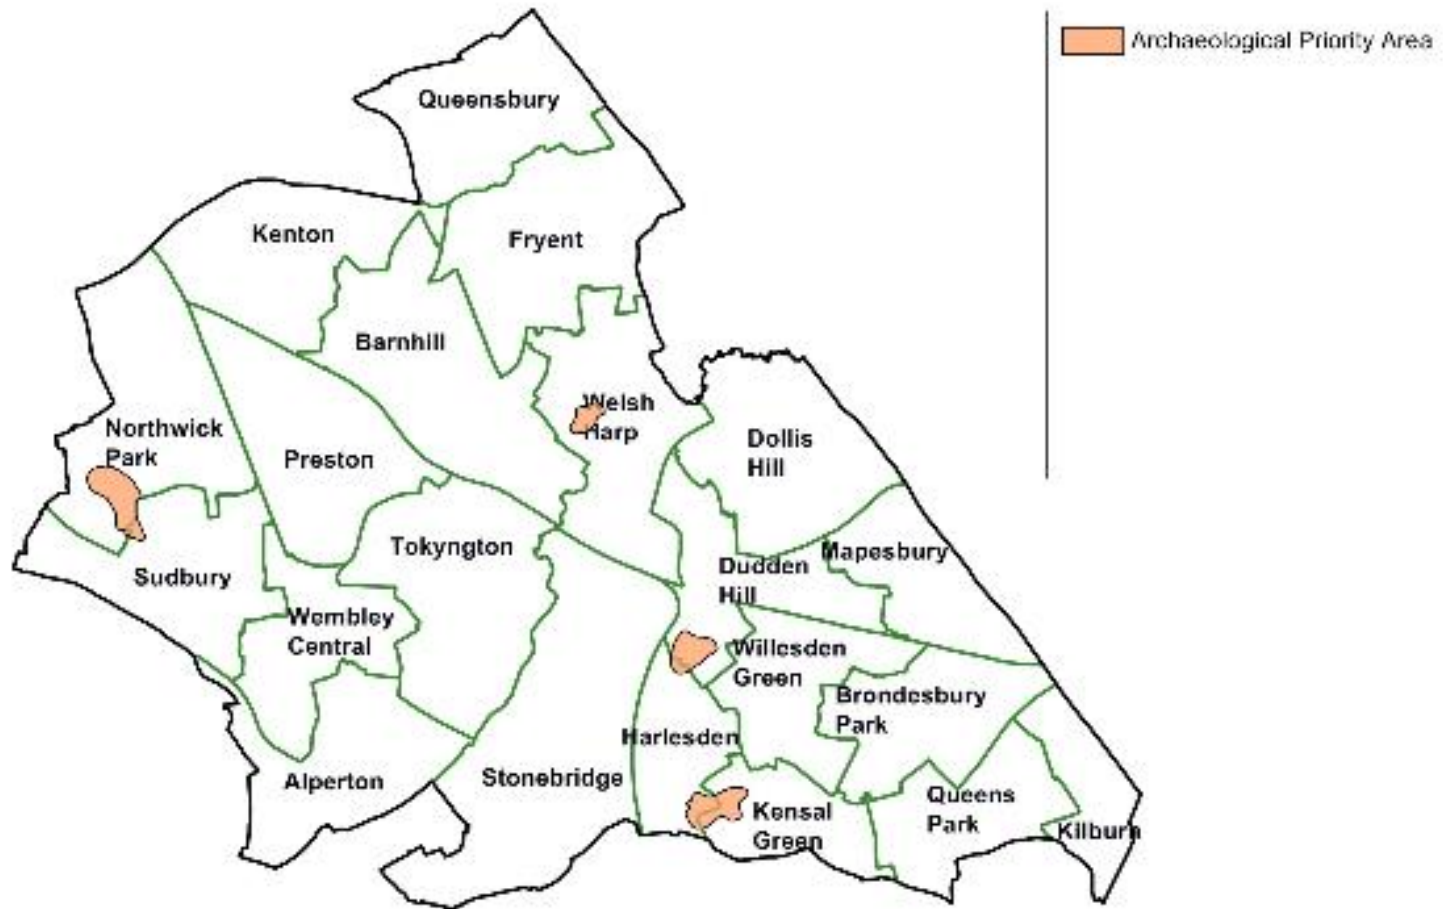 Archaeological Priority Area
Queensbury
Kenton
Fryent
Barnhill
Welsh
Harp
Northwick
Park
Preston
Dollis
Hill
Tokyngton
Mapesbury
Sudbury
Dudden
Hill
Wembley
Central
Willesden
Green
Brondesbury
Park
Harlesden
Alperton
Stonebridge
Kensal
Green
Queens
Park
Kilburn